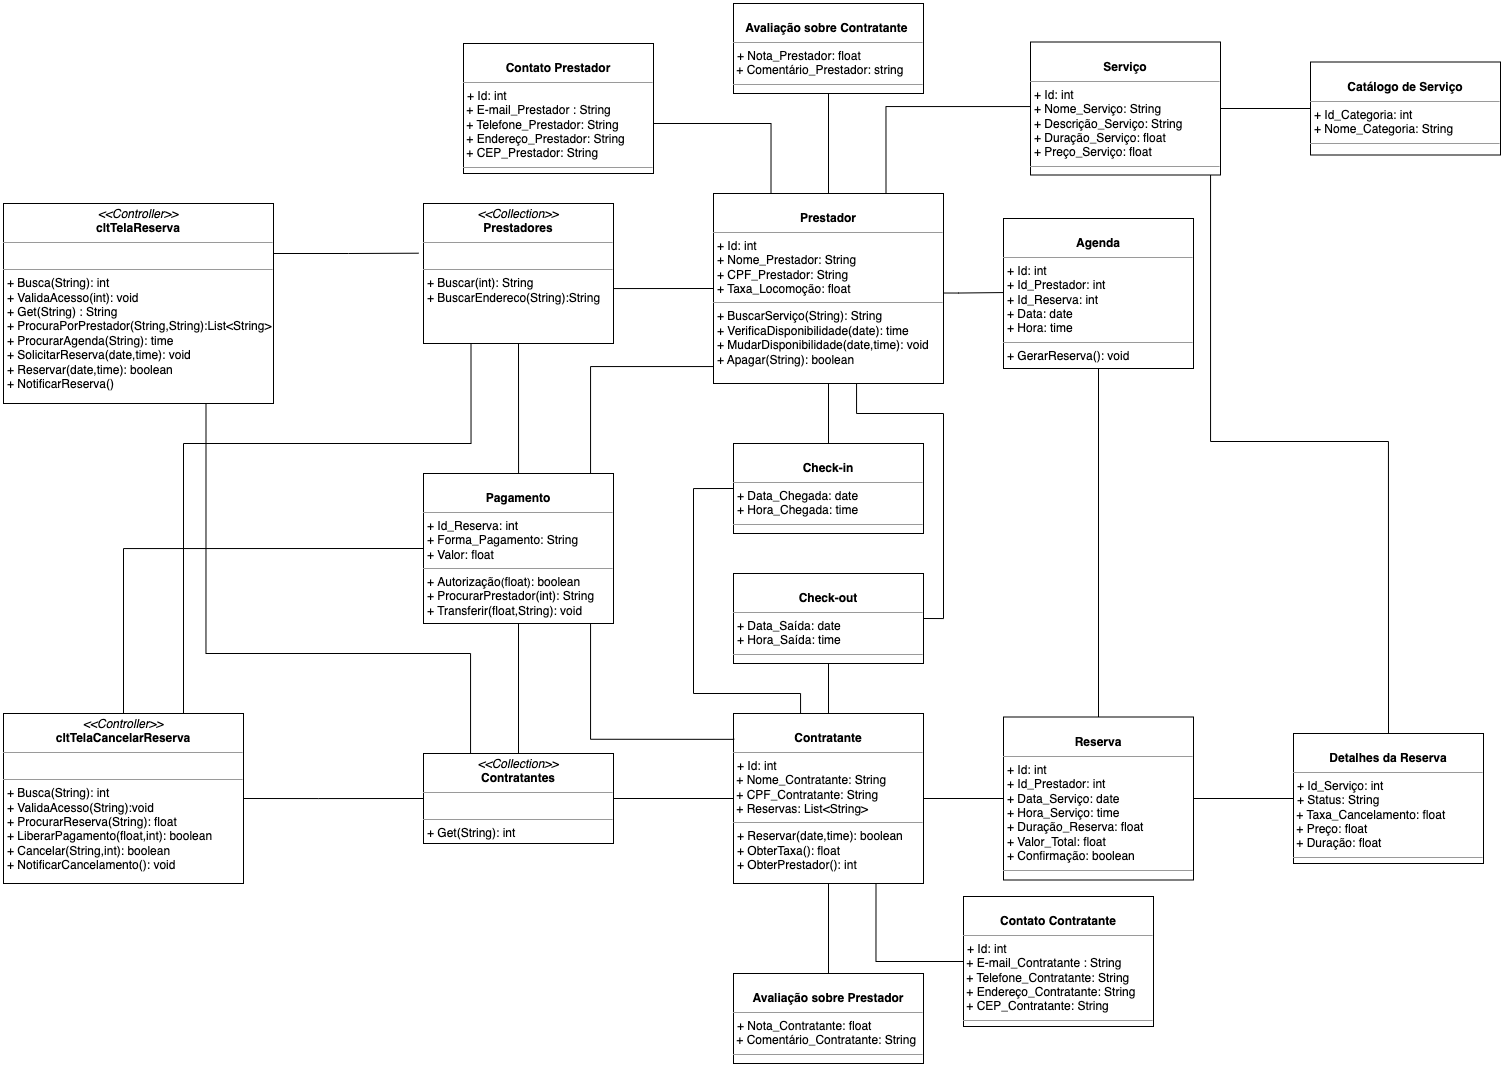 Avaliação sobre Contratante
+ Nota_Prestador: float
+ Comentário_Prestador: string
Contato Prestador
+ Id: int
+ E-mail_Prestador : String
+ Telefone_Prestador: String
+ Endereço_Prestador: String
+ CEP_Prestador: String
Serviço
+ Id: int
+ Nome_Serviço: String
+ Descrição_Serviço: String
+ Duração_Serviço: float
+ Preço_Serviço: float
Catálogo de Serviço
+ Id_Categoria: int
+ Nome_Categoria: String
<<Controller>>
cltTelaReserva
+ Busca(String): int
+ ValidaAcesso(int): void
+ Get(String) : String
+ ProcuraPorPrestador(String,String):List<String>
+ ProcurarAgenda(String): time
+ SolicitarReserva(date,time): void
+ Reservar(date,time): boolean
+ NotificarReserva()
<<Collection>>
Prestadores
+ Buscar(int): String
+ BuscarEndereco(String):String
Prestador
+ Id: int
+ Nome_Prestador: String
+ CPF_Prestador: String
+ Taxa_Locomoção: float
+ BuscarServiço(String): String
+ VerificaDisponibilidade(date): time
+ MudarDisponibilidade(date,time): void
+ Apagar(String): boolean
Agenda
+ Id: int
+ Id_Prestador: int
+ Id_Reserva: int
+ Data: date
+ Hora: time
+ GerarReserva(): void
Check-in
+ Data_Chegada: date
+ Hora_Chegada: time
Pagamento
+ Id_Reserva: int
+ Forma_Pagamento: String
+ Valor: float
+ Autorização(float): boolean
+ ProcurarPrestador(int): String
+ Transferir(float,String): void
Check-out
+ Data_Saída: date
+ Hora_Saída: time
<<Controller>>
cltTelaCancelarReserva
+ Busca(String): int
+ ValidaAcesso(String):void
+ ProcurarReserva(String): float
+ LiberarPagamento(float,int): boolean
+ Cancelar(String,int): boolean
+ NotificarCancelamento(): void
<<Collection>>
Contratantes
+ Get(String): int
Contratante
+ Id: int
+ Nome_Contratante: String
+ CPF_Contratante: String
+ Reservas: List<String>
+ Reservar(date,time): boolean
+ ObterTaxa(): float
+ ObterPrestador(): int
Reserva
+ Id: int
+ Id_Prestador: int
+ Data_Serviço: date
+ Hora_Serviço: time
+ Duração_Reserva: float
+ Valor_Total: float
+ Confirmação: boolean
Detalhes da Reserva
+ Id_Serviço: int
+ Status: String
+ Taxa_Cancelamento: float
+ Preço: float
+ Duração: float
Contato Contratante
+ Id: int
+ E-mail_Contratante : String
+ Telefone_Contratante: String
+ Endereço_Contratante: String
+ CEP_Contratante: String
Avaliação sobre Prestador
+ Nota_Contratante: float
+ Comentário_Contratante: String